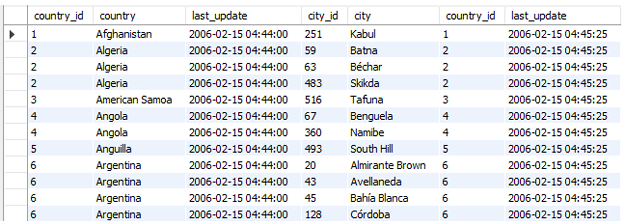 country_id country last_update city_id city country_id last_update
1 Afghanistan 2006-02-15 04:44:00 251 Kabul 1 2006-02-15 04:45:25
2 Algeria 2006-02-15 04:44:00 59 Batna 2 2006-02-15 04:45:25
2 Algeria 2006-02-15 04:44:00 63 Béchar 2 2006-02-15 04:45:25
2 Algeria 2006-02-15 04:44:00 483 Skikda 2 2006-02-15 04:45:25
3 American Samoa 2006-02-15 04:44:00 516 Tafuna 3 2006-02-15 04:45:25
4 Angola 2006-02-15 04:44:00 67 Benguela 4 2006-02-15 04:45:25
4 Angola 2006-02-15 04:44:00 360 Namibe 4 2006-02-15 04:45:25
5 Anguilla 2006-02-15 04:44:00 493 South Hill 5 2006-02-15 04:45:25
6 Argentina 2006-02-15 04:44:00 20 Almirante Brown 6 2006-02-15 04:45:25
6 Argentina 2006-02-15 04:44:00 43 Avellaneda 6 2006-02-15 04:45:25
6 Argentina 2006-02-15 04:44:00 45 Bahía Blanca 6 2006-02-15 04:45:25
6 Argentina 2006-02-15 04:44:00 128 Córdoba 6 2006-02-15 04:45:25